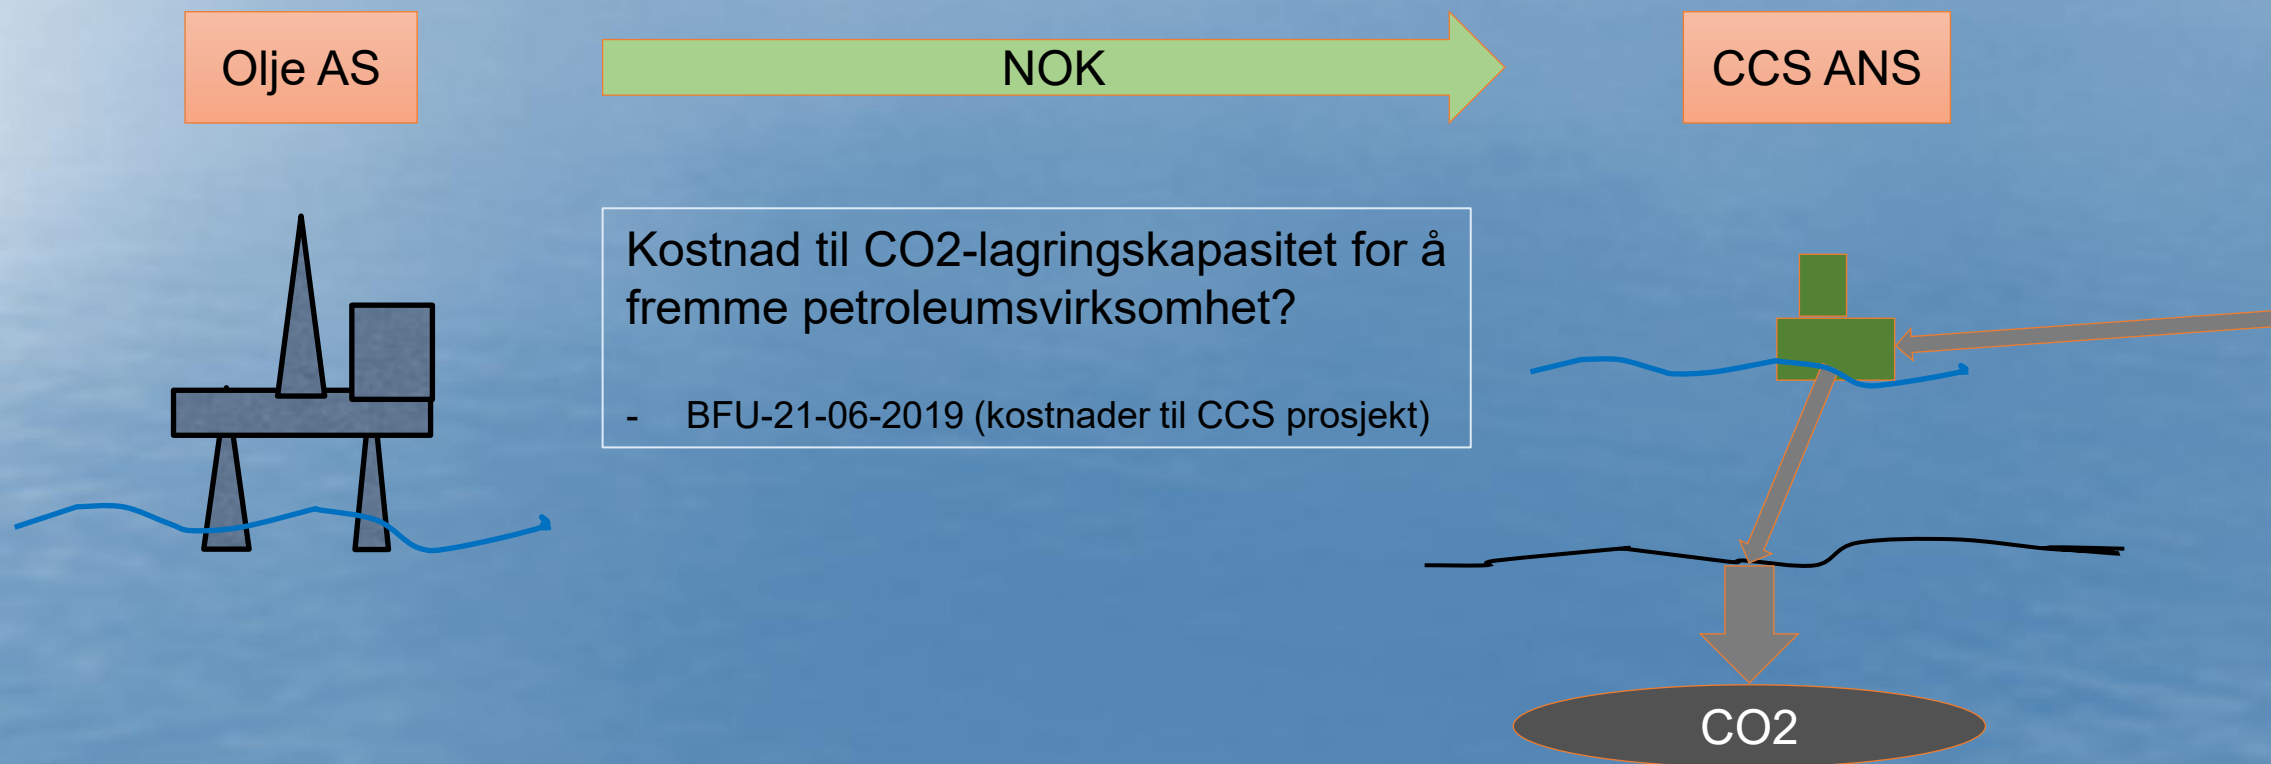 Olje AS
NOK
CCS ANS
Kostnad til CO2-lagringskapasitet for å
fremme petroleumsvirksomhet?
- BFU-21-06-2019 (kostnader til CCS prosjekt)
CO2